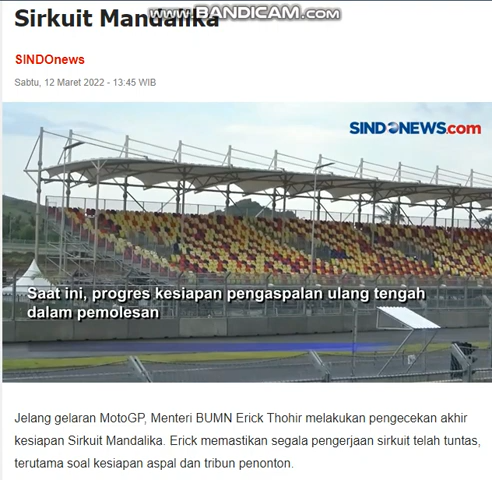 Sirkuit Mandalika
www.BANDICAM.com
SINDOnews
Sabtu, 12 Maret 2022 - 13:45 WIB
SINDONEWS.com
Saat ini, progres kesiapan pengaspalan ulang tengah
dalam pemolesan
Jelang gelaran MotoGP, Menteri BUMN Erick Thohir melakukan pengecekan akhir
kesiapan Sirkuit Mandalika. Erick memastikan segala pengerjaan sirkuit telah tuntas,
terutama soal kesiapan aspal dan tribun penonton.